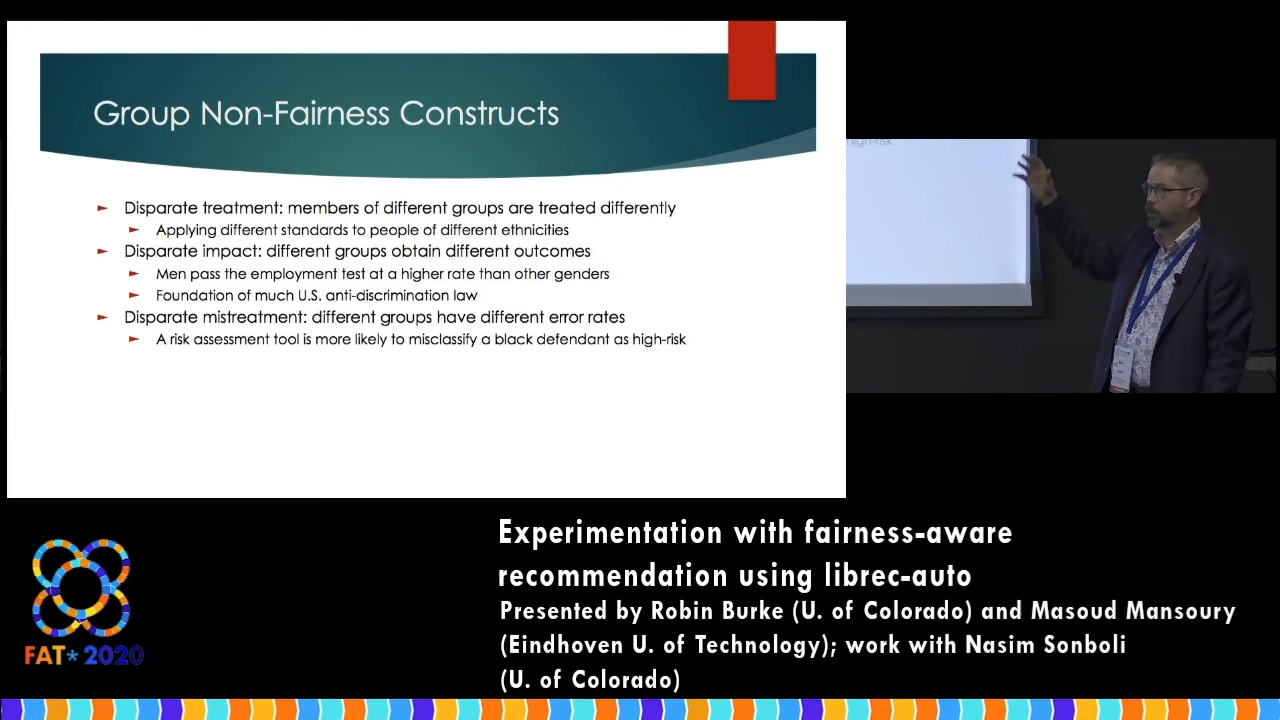 Group Non-Fairness Constructs
Disparate treatment: members of different groups are treated differently
Applying different standards to people of different ethnicities
Disparate impact: different groups obtain different outcomes
Men pass the employment test at a higher rate than other genders
Foundation of much U.S. anti-discrimination law
Disparate mistreatment: different groups have different error rates
A risk assessment tool is more likely to misclassify a black defendant as high-risk
high-risk
Experimentation with fairness-aware
recommendation using librec-auto
Presented by Robin Burke (U. of Colorado) and Masoud Mansoury
(Eindhoven U. of Technology); work with Nasim Sonboli
(U. of Colorado)
FAT* 2020